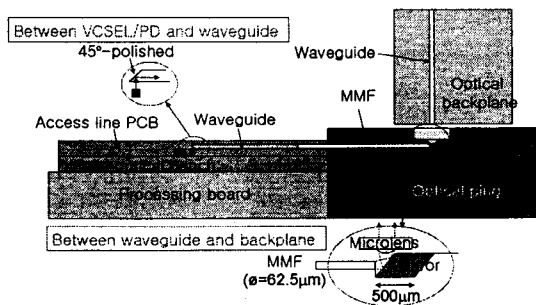 Between VCSEL/PD and waveguide
45°-polished
Waveguide
Optical
backplane
MMF
Access line PCB
Waveguide
Processing board
Optical plug
Between waveguide and backplane
Microlens
MMF
(ø=62.5μm)
500μm